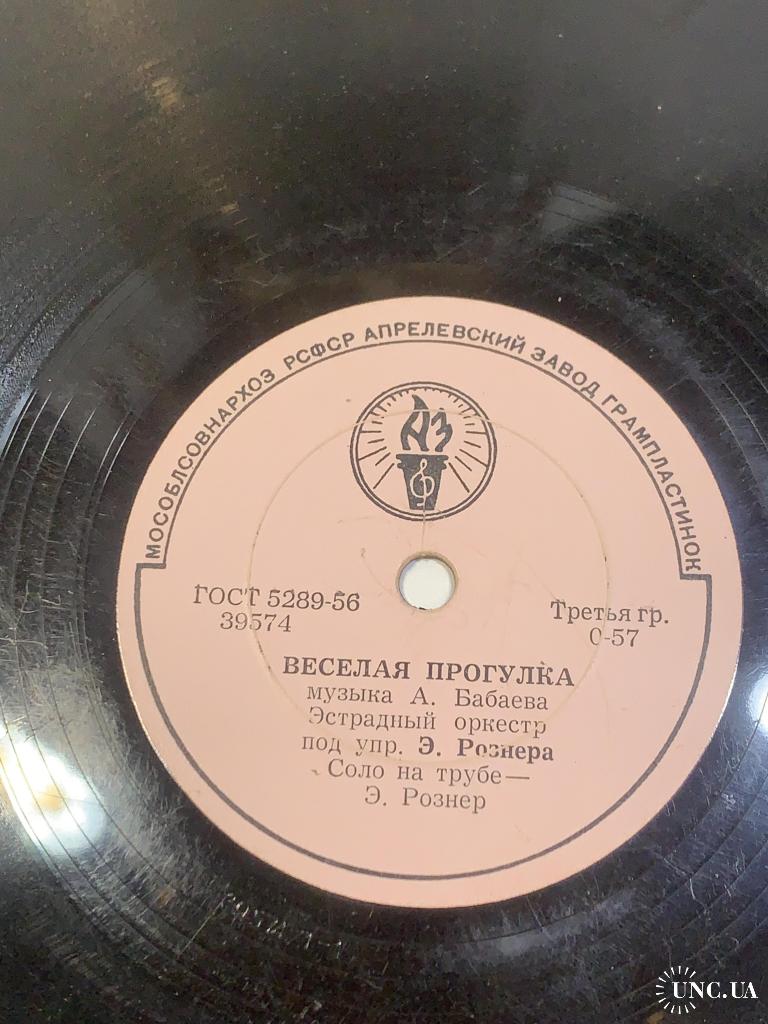 МОСОБЛСОВНАРХОЗ РСФСР АПРЕЛЕВСКИЙ ЗАВОД ГРАМПЛАСТИНОК
АЗ
ГОСТ 5289-56
39574
Третья гр.
0-57
ВЕСЕЛАЯ ПРОГУЛКА
музыка А. Бабаева
Эстрадный оркестр
под упр. Э. Рознера
Соло на трубе—
Э. Рознер
UNC.UA